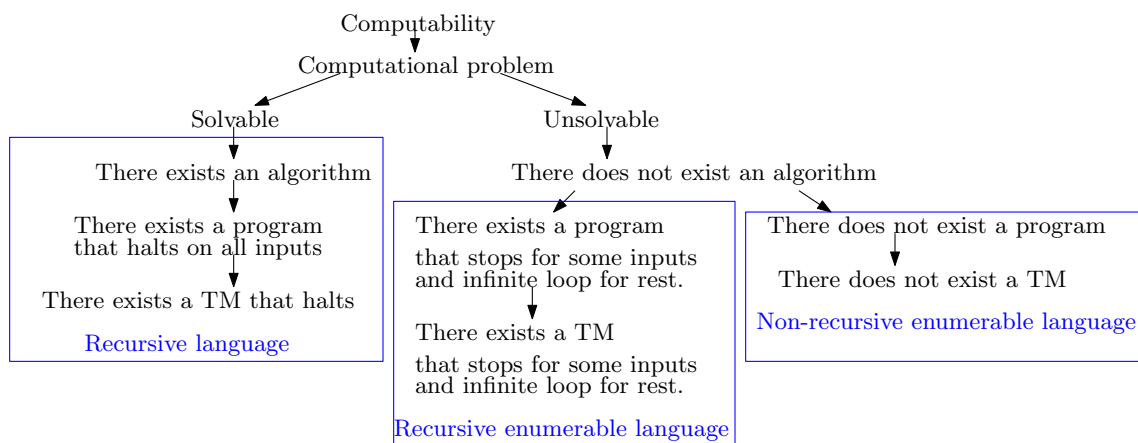 Computability
Computational problem
Solvable
Unsolvable
There exists an algorithm
There does not exist an algorithm
There exists a program
that halts on all inputs
There exists a TM that halts
Recursive language
There exists a program
that stops for some inputs
and infinite loop for rest.
There exists a TM
that stops for some inputs
and infinite loop for rest.
Recursive enumerable language
There does not exist a program
There does not exist a TM
Non-recursive enumerable language